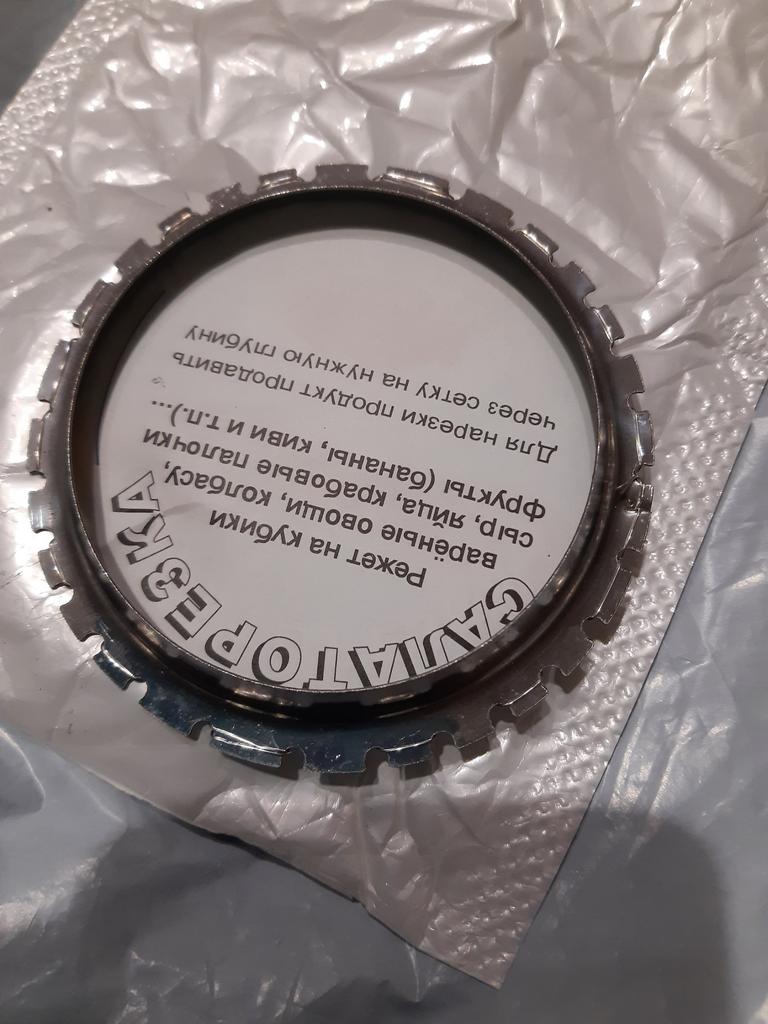 САЛАТОРЕЗКА
Режет на кубики
варёные овощи, колбасу,
сыр, яйца, крабовые палочки
фрукты (бананы, киви и т.п.)...
Для нарезки продукт продавить
через сетку на нужную глубину